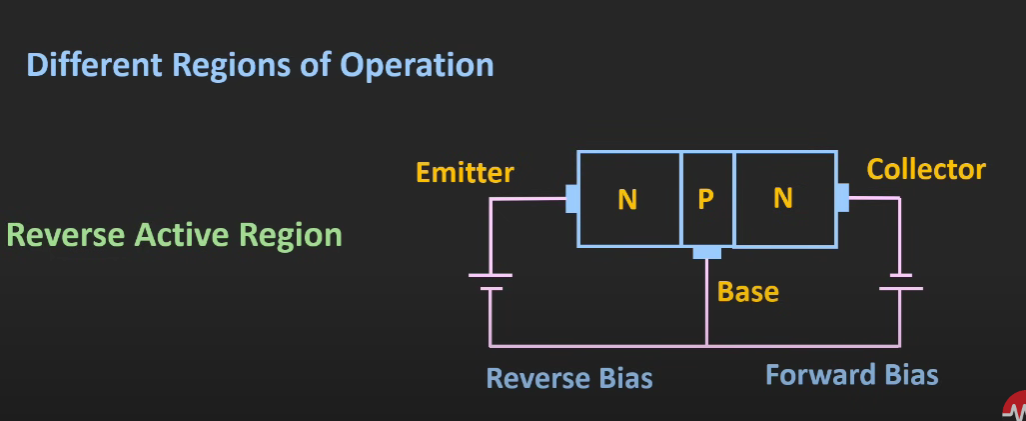 Different Regions of Operation
Emitter
Collector
N
P
N
Reverse Active Region
Base
Reverse Bias
Forward Bias